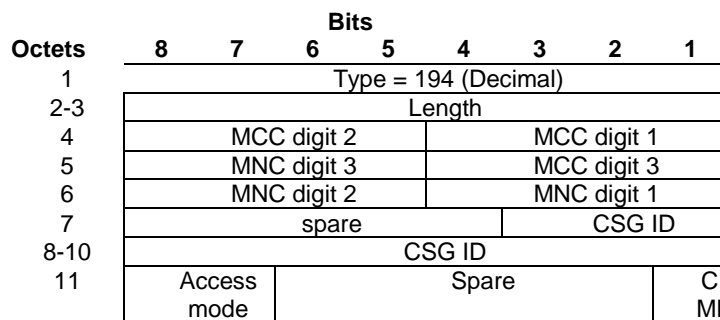 Bits
Octets 8 7 6 5 4 3 2 1
1 Type = 194 (Decimal)
2-3 Length
4 MCC digit 2 MCC digit 1
5 MNC digit 3 MCC digit 3
6 MNC digit 2 MNC digit 1
7 spare CSG ID
8-10 CSG ID
11 Access Spare
mode